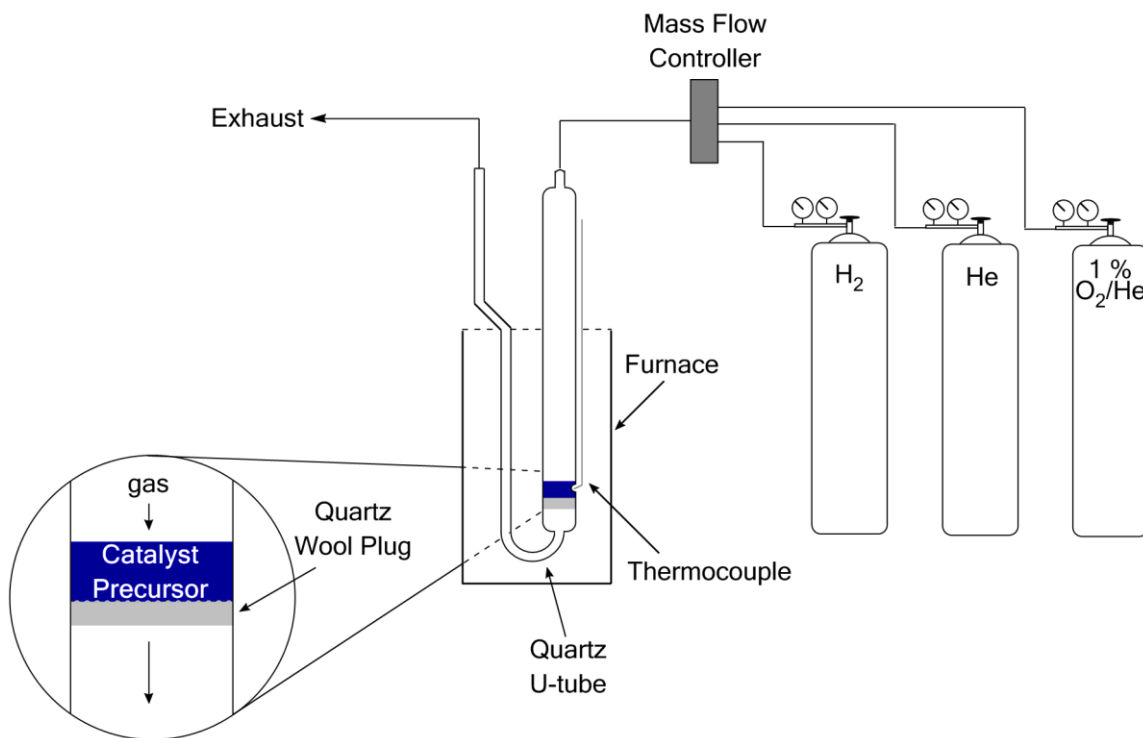 Mass Flow
Controller
Exhaust
H2
He
1 %
O2/He
Furnace
gas
Quartz
Wool Plug
Catalyst
Precursor
Thermocouple
Quartz
U-tube